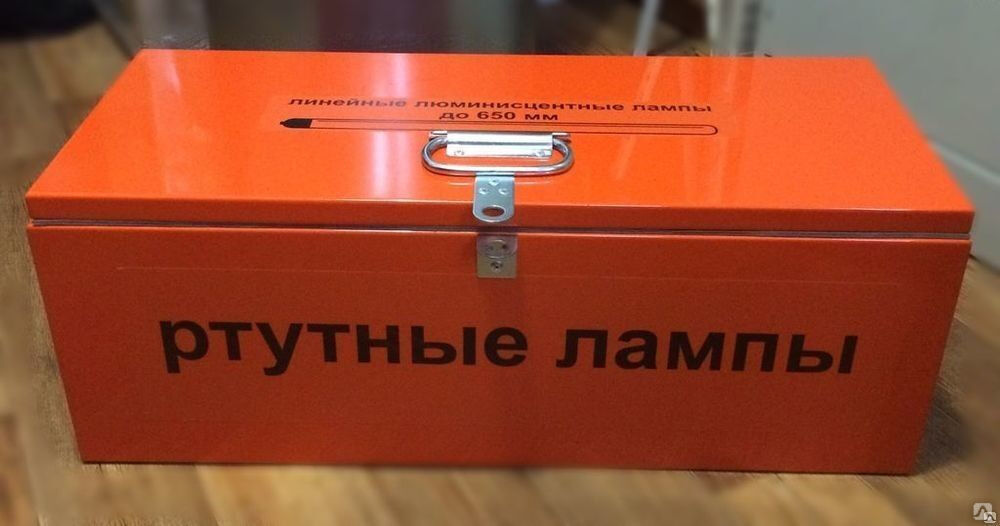 линейные люминисцентные лампы
до 650 мм
ртутные лампы